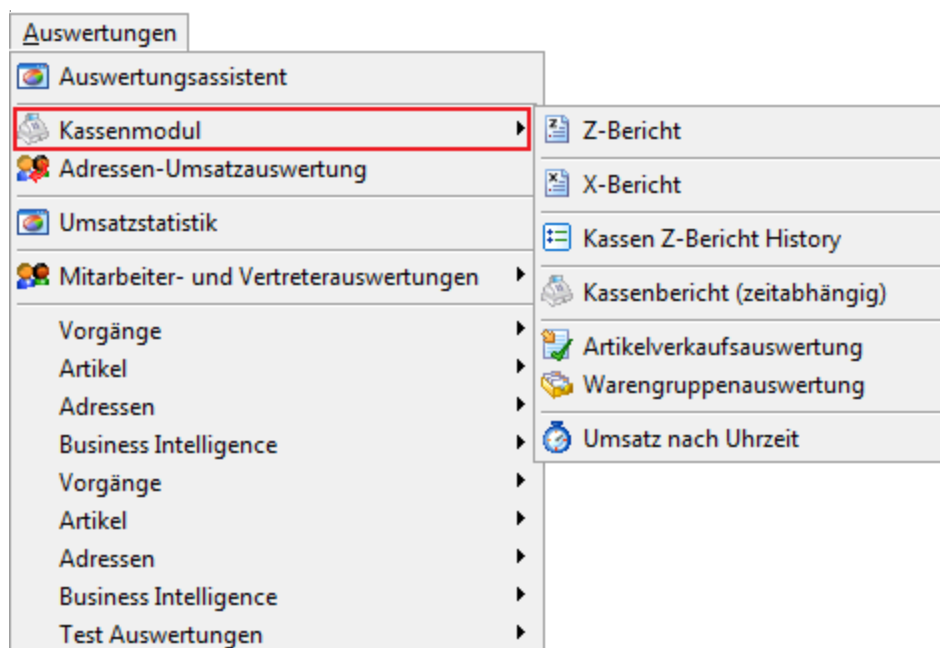 Auswertungen
Auswertungsassistent
Kassenmodul
Adressen-Umsatzauswertung
Umsatzstatistik
Mitarbeiter- und Vertreterauswertungen
Vorgänge
Artikel
Adressen
Business Intelligence
Vorgänge
Artikel
Adressen
Business Intelligence
Test Auswertungen
Z-Bericht
X-Bericht
Kassen Z-Bericht History
Kassenbericht (zeitabhängig)
Artikelverkaufsauswertung
Warengruppenauswertung
Umsatz nach Uhrzeit